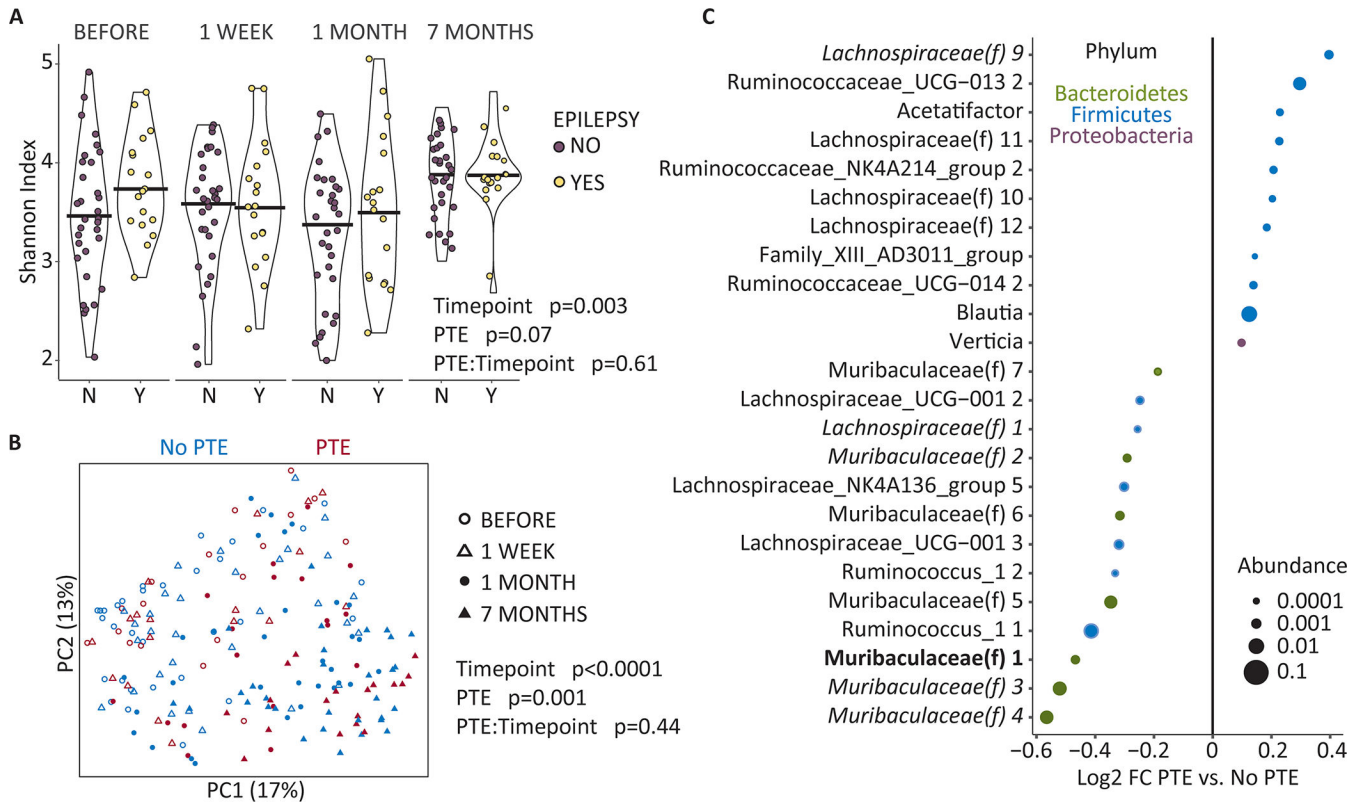 A
BEFORE
1 WEEK
1 MONTH
7 MONTHS
Shannon Index
5
4
3
2
N
Y
N
Y
N
Y
N
Y
EPILEPSY
NO
YES
Timepoint p=0.003
PTE p=0.07
PTE:Timepoint p=0.61
B
No PTE
PTE
PC2 (13%)
PC1 (17%)
BEFORE
1 WEEK
1 MONTH
7 MONTHS
Timepoint p<0.0001
PTE p=0.001
PTE:Timepoint p=0.44
C
Lachnospiraceae(f) 9
Ruminococcaceae_UCG−013 2
Acetatifactor
Lachnospiraceae(f) 11
Ruminococcaceae_NK4A214_group 2
Lachnospiraceae(f) 10
Lachnospiraceae(f) 12
Family_XIII_AD3011_group
Ruminococcaceae_UCG−014 2
Blautia
Verticia
Muribaculaceae(f) 7
Lachnospiraceae_UCG−001 2
Lachnospiraceae(f) 1
Muribaculaceae(f) 2
Lachnospiraceae_NK4A136_group 5
Muribaculaceae(f) 6
Lachnospiraceae_UCG−001 3
Ruminococcus_1 2
Muribaculaceae(f) 5
Ruminococcus_1 1
Muribaculaceae(f) 1
Muribaculaceae(f) 3
Muribaculaceae(f) 4
Phylum
Bacteroidetes
Firmicutes
Proteobacteria
Abundance
0.0001
0.001
0.01
0.1
−0.6 −0.4 −0.2 0 0.2 0.4
Log2 FC PTE vs. No PTE